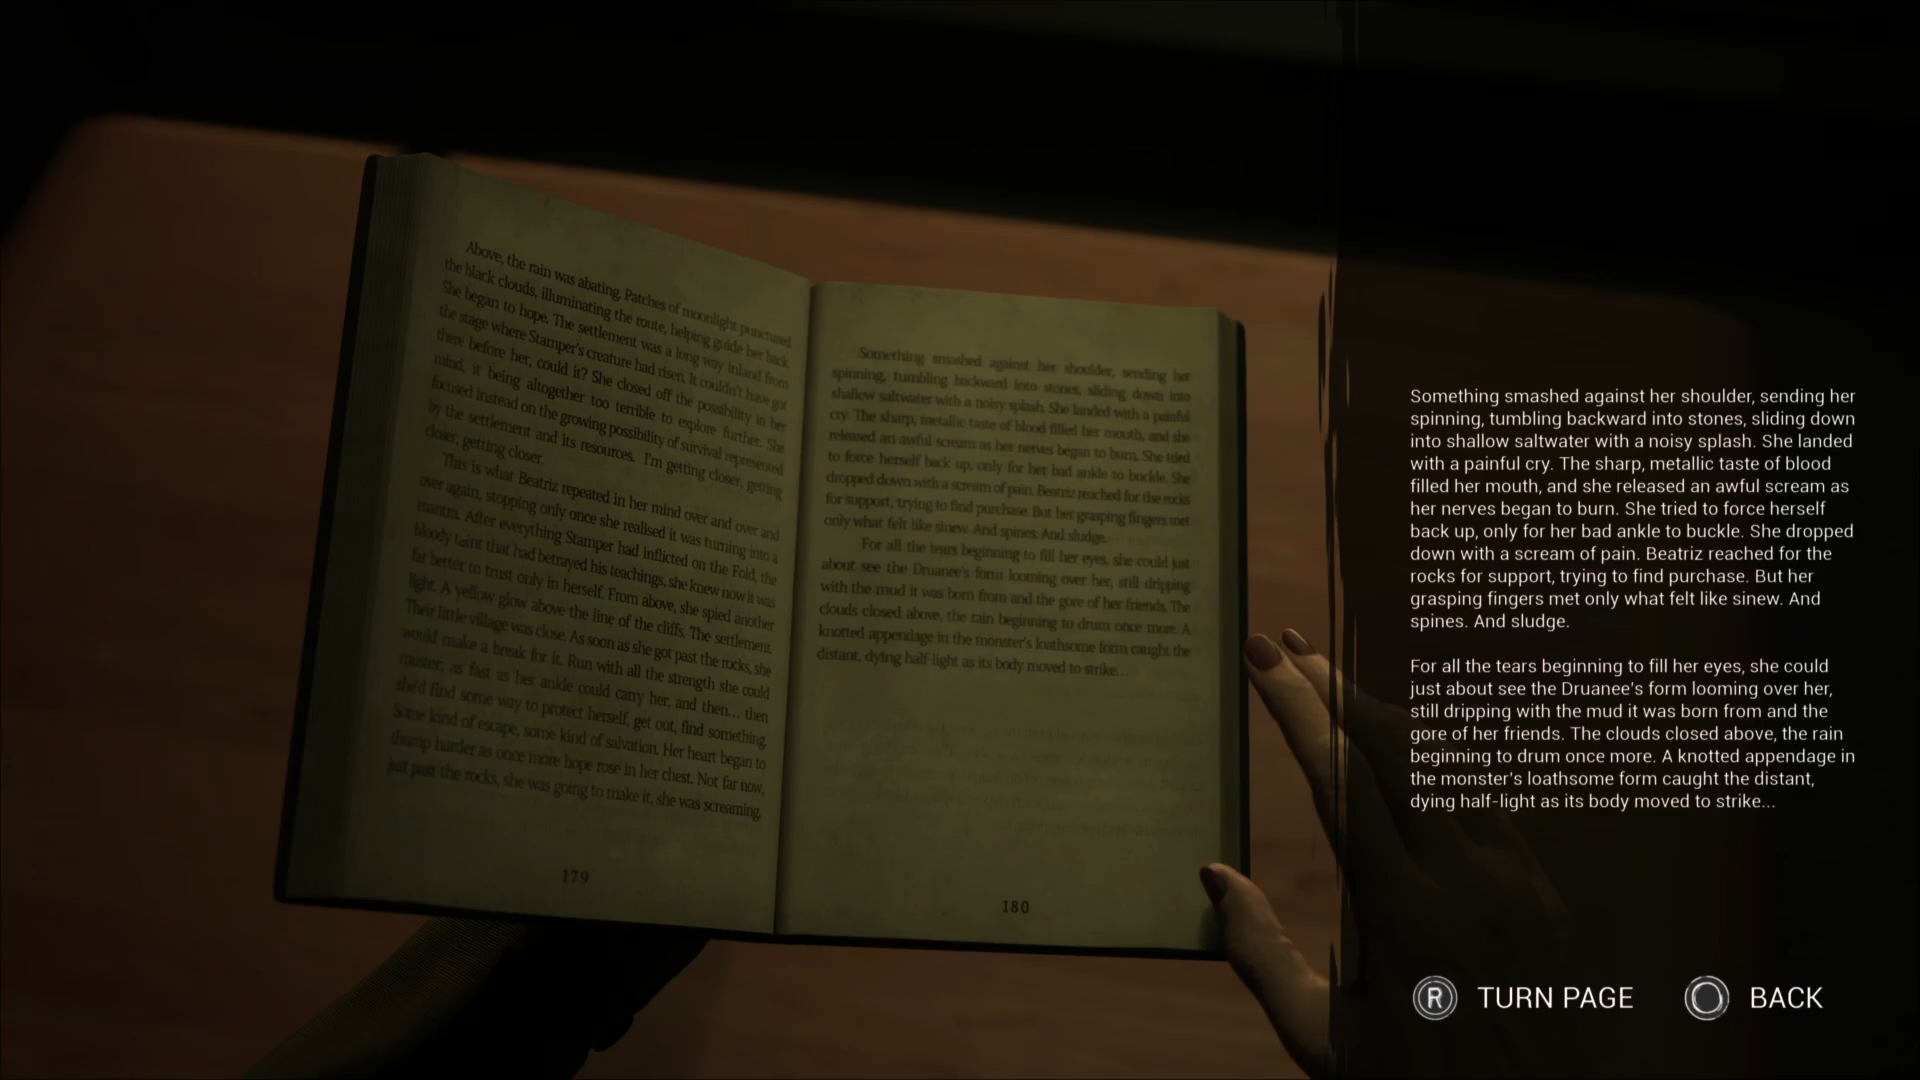 Above, the rain was abating. Patches of moonlight punctured
the black clouds, illuminating the route, helping guide her back
She began to hope. The settlement was a long way inland from
the stage where Stamper's creature had risen. It couldn't have got
there before her, could it? She closed off the possibility in her
mind, it being altogether too terrible to explore further. She
focused instead on the growing possibility of survival represented
by the settlement and its resources. I'm getting closer, getting
closer, getting closer.
This is what Beatriz repeated in her mind over and over and
over again, stopping only once she realised it was turning into a
mantra. After everything Stamper had inflicted on the Fold, the
bloody taint that had betrayed his teachings, she knew now it was
far better to trust only in herself. From above, she spied another
light. A yellow glow above the line of the cliffs. The settlement.
Their little village was close. As soon as she got past the rocks, she
would make a break for it. Run with all the strength she could
muster; as fast as her ankle could carry her, and then... then
she'd find some way to protect herself, get out, find something.
Some kind of escape, some kind of salvation. Her heart began to
thump harder as once more hope rose in her chest. Not far now,
just past the rocks, she was going to make it, she was screaming.
179
Something smashed against her shoulder, sending her
spinning, tumbling backward into stones, sliding down into
shallow saltwater with a noisy splash. She landed with a painful
cry. The sharp, metallic taste of blood filled her mouth, and she
released an awful scream as her nerves began to burn. She tried
to force herself back up, only for her bad ankle to buckle. She
dropped down with a scream of pain. Beatriz reached for the rocks
for support, trying to find purchase. But her grasping fingers met
only what felt like sinew. And spines. And sludge.
For all the tears beginning to fill her eyes, she could just
about see the Druanee's form looming over her, still dripping
with the mud it was born from and the gore of her friends. The
clouds closed above, the rain beginning to drum once more. A
knotted appendage in the monster's loathsome form caught the
distant, dying half-light as its body moved to strike...
180
Something smashed against her shoulder, sending her
spinning, tumbling backward into stones, sliding down
into shallow saltwater with a noisy splash. She landed
with a painful cry. The sharp, metallic taste of blood
filled her mouth, and she released an awful scream as
her nerves began to burn. She tried to force herself
back up, only for her bad ankle to buckle. She dropped
down with a scream of pain. Beatriz reached for the
rocks for support, trying to find purchase. But her
grasping fingers met only what felt like sinew. And
spines. And sludge.
For all the tears beginning to fill her eyes, she could
just about see the Druanee's form looming over her,
still dripping with the mud it was born from and the
gore of her friends. The clouds closed above, the rain
beginning to drum once more. A knotted appendage in
the monster's loathsome form caught the distant,
dying half-light as its body moved to strike...
R TURN PAGE
BACK